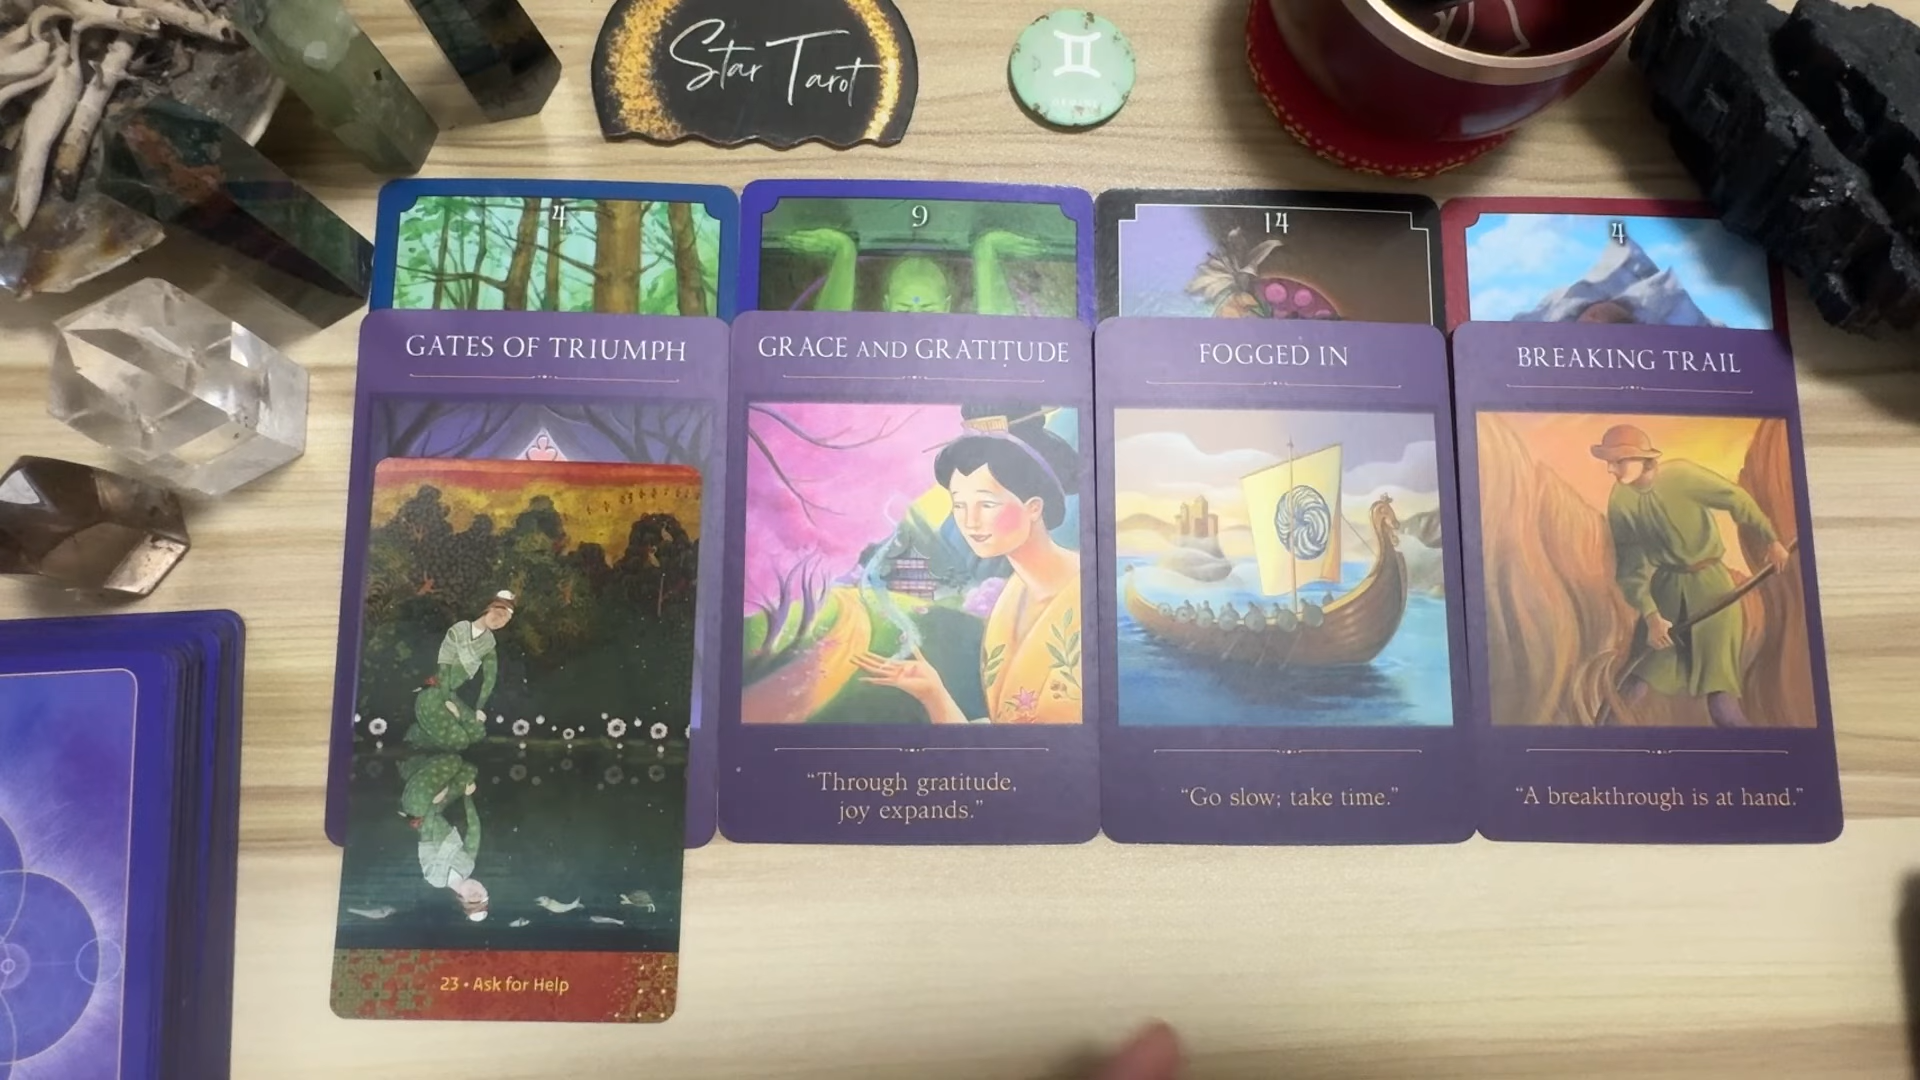 Star Tarot
4
9
14
4
GATES OF TRIUMPH
GRACE AND GRATITUDE
FOGGED IN
BREAKING TRAIL
"Through gratitude,
joy expands."
"Go slow; take time."
"A breakthrough is at hand."
23 • Ask for Help